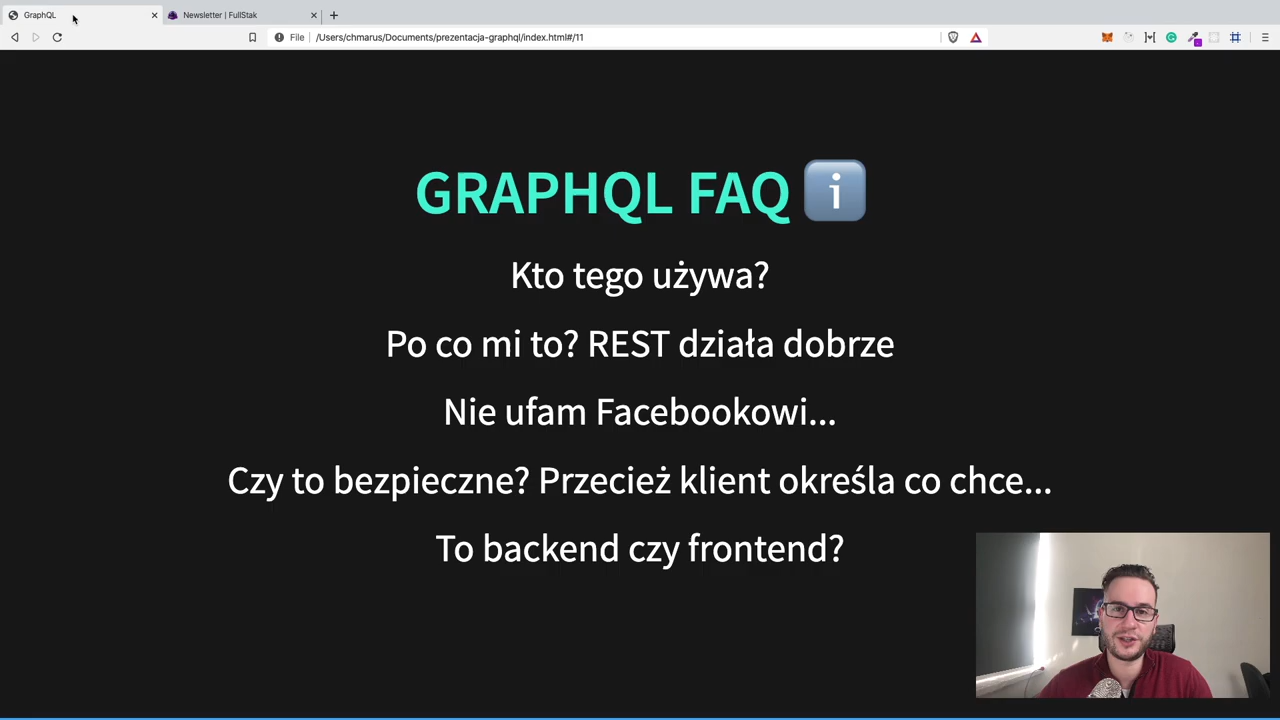 GraphQL
Newsletter | FullStak
File
/Users/chmarus/Documents/prezentacja-graphql/index.html#/11
GRAPHQL FAQ ℹ️
Kto tego używa?
Po co mi to? REST działa dobrze
Nie ufam Facebookowi...
Czy to bezpieczne? Przecież klient określa co chce...
To backend czy frontend?